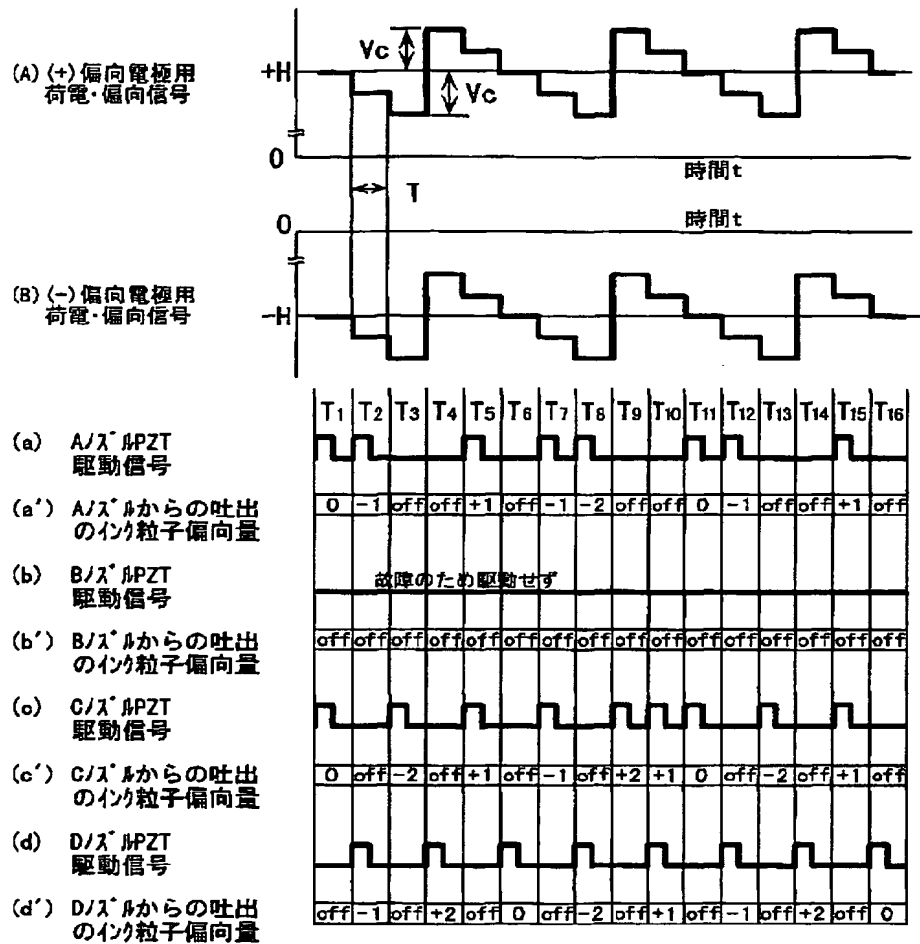 Vc
(A) (+) 偏向電極用
荷電・偏向信号
+H
Vc
0
時間t
T
0
時間t
(B) (-) 偏向電極用
荷電・偏向信号
-H
T1 T2 T3 T4 T5 T6 T7 T8 T9 T10 T11 T12 T13 T14 T15 T16
(a) AノズルPZT
駆動信号
(a') Aノズルからの吐出
のインク粒子偏向量
0 -1 off off +1 off -1 -2 off off 0 -1 off off +1 off
(b) BノズルPZT
駆動信号
故障のため駆動せず
(b') Bノズルからの吐出
のインク粒子偏向量
off off off off off off off off off off off off off off off off
(c) CノズルPZT
駆動信号
(c') Cノズルからの吐出
のインク粒子偏向量
0 off -2 off +1 off -1 off +2 +1 0 off -2 off +1 off
(d) DノズルPZT
駆動信号
(d') Dノズルからの吐出
のインク粒子偏向量
off -1 off +2 off 0 off -2 off +1 off -1 off +2 off 0